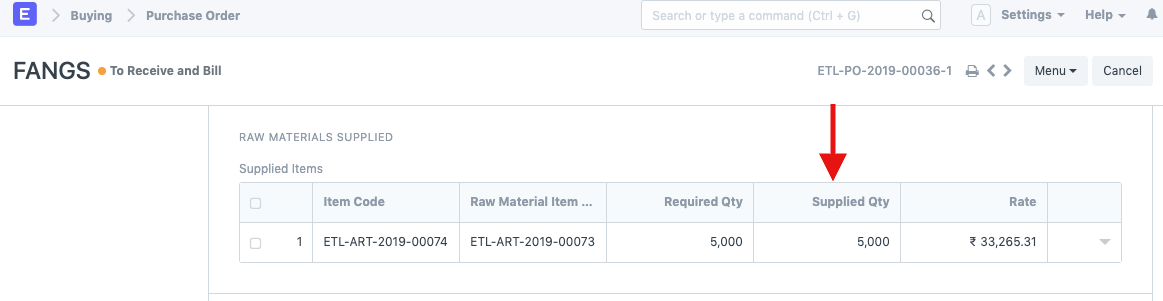 E Buying Purchase Order Search or type a command (Ctrl + G) A Settings Help
FANGS To Receive and Bill ETL-PO-2019-00036-1 Menu Cancel
RAW MATERIALS SUPPLIED
Supplied Items
Item Code Raw Material Item ... Required Qty Supplied Qty Rate
1 ETL-ART-2019-00074 ETL-ART-2019-00073 5,000 5,000 ₹ 33,265.31